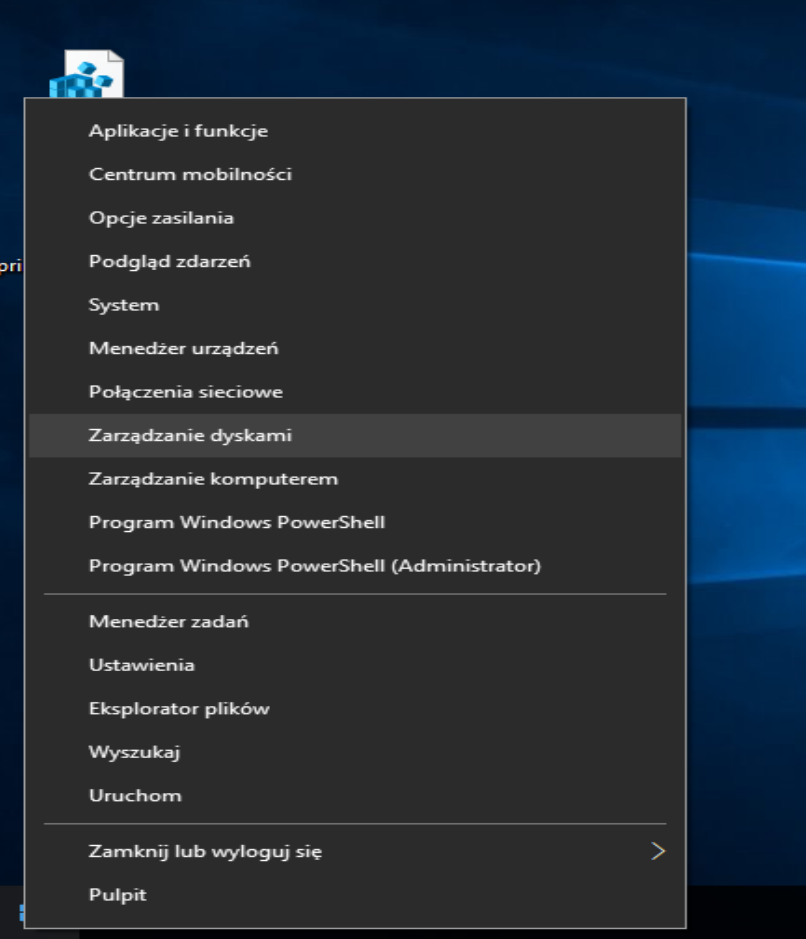 Aplikacje i funkcje
Centrum mobilności
Opcje zasilania
Podgląd zdarzeń
pri
System
Menedżer urządzeń
Połączenia sieciowe
Zarządzanie dyskami
Zarządzanie komputerem
Program Windows PowerShell
Program Windows PowerShell (Administrator)
Menedżer zadań
Ustawienia
Eksplorator plików
Wyszukaj
Uruchom
Zamknij lub wyloguj się
Pulpit